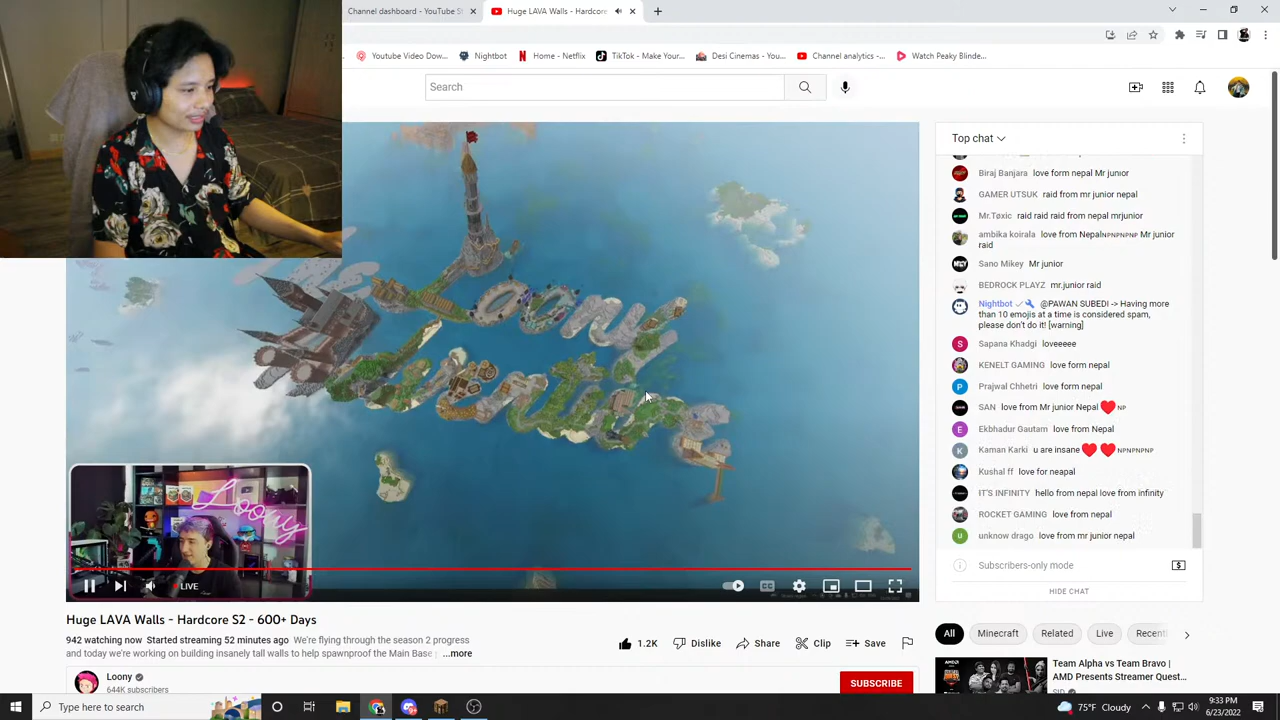 Channel dashboard - YouTube St
Huge LAVA Walls - Hardcore
Youtube Video Dow...
Nightbot
Home - Netflix
TikTok - Make Your...
Desi Cinemas - You...
Channel analytics -...
Watch Peaky Blinde...
Search
Top chat
Biraj Banjara love form nepal Mr junior
GAMER UTSUK raid from mr junior nepal
Mr.Tøxic raid raid raid from nepal mrjunior
ambika koirala love from NepalNPNPNPNP Mr junior
raid
Sano Mikey Mr junior
BEDROCK PLAYZ mr.junior raid
Nightbot @PAWAN SUBEDI -> Having more
than 10 emojis at a time is considered spam,
please don't do it! [warning]
Sapana Khadgi loveeeee
KENELT GAMING love form nepal
Prajwal Chhetri love form nepal
SAN love from Mr junior Nepal NP
Ekbhadur Gautam love from Nepal
Kaman Karki u are insane NPNPNPNP
Kushal ff love for neapal
IT'S INFINITY hello from nepal love from infinity
ROCKET GAMING love from nepal
unknow drago love from mr junior nepal
Subscribers-only mode
HIDE CHAT
Loony
LIVE
Huge LAVA Walls - Hardcore S2 - 600+ Days
942 watching now Started streaming 52 minutes ago We're flying through the season 2 progress
and today we're working on building insanely tall walls to help spawnproof the Main Base ...more
1.2K
Dislike
Share
Clip
Save
Loony
644K subscribers
SUBSCRIBE
All
Minecraft
Related
Live
Recent
Team Alpha vs Team Bravo |
AMD Presents Streamer Quest...
Type here to search
75°F Cloudy
9:33 PM
6/23/2022